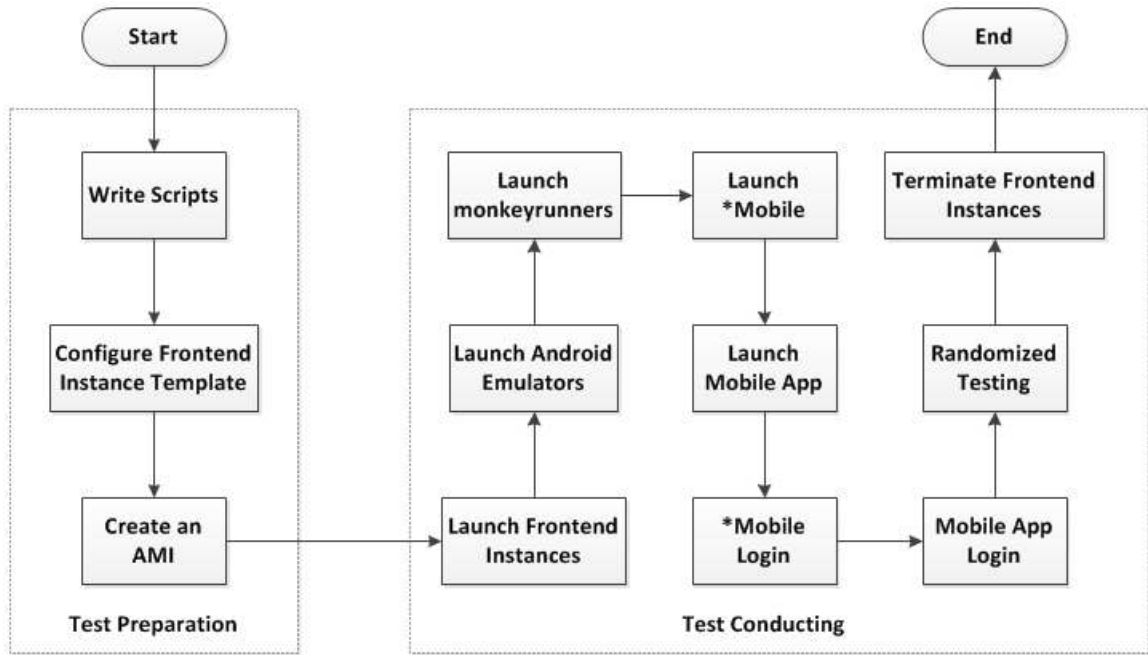 Start
Write Scripts
Configure Frontend
Instance Template
Create an
AMI
Test Preparation
Launch Frontend
Instances
Launch Android
Emulators
Launch
monkeyrunners
Launch
*Mobile
Launch
Mobile App
*Mobile
Login
Mobile App
Login
Randomized
Testing
Terminate Frontend
Instances
End
Test Conducting